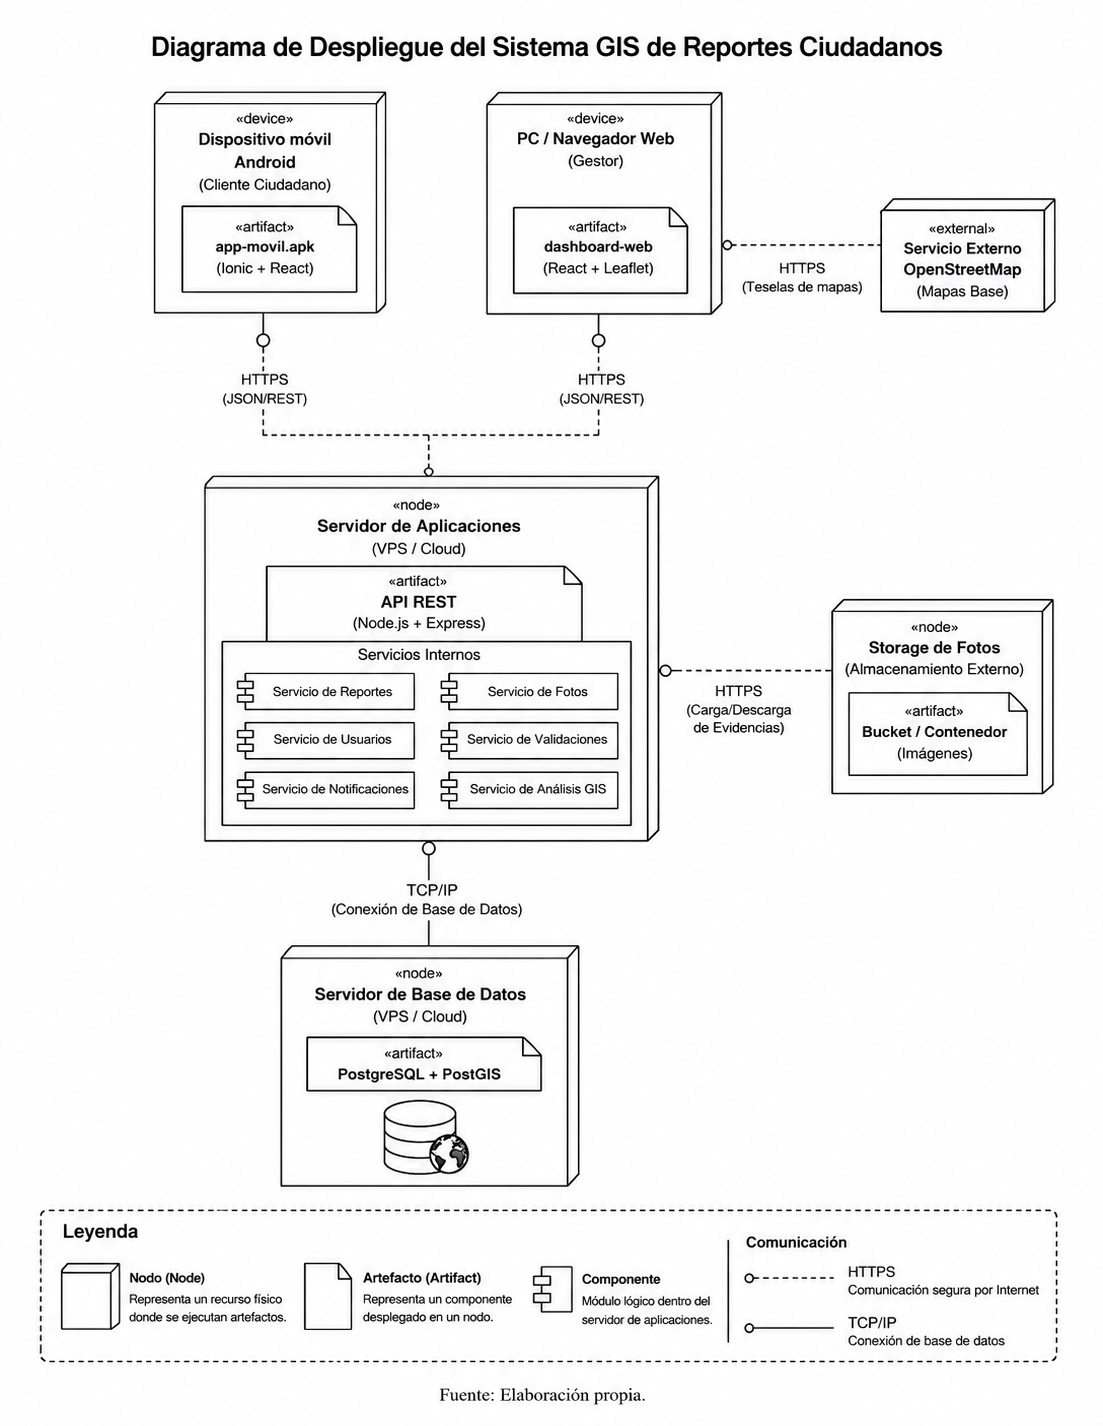 Diagrama de Despliegue del Sistema GIS de Reportes Ciudadanos
«device»
Dispositivo móvil
Android
(Cliente Ciudadano)
«artifact»
app-movil.apk
(Ionic + React)
«device»
PC / Navegador Web
(Gestor)
«artifact»
dashboard-web
(React + Leaflet)
HTTPS
(Teselas de mapas)
«external»
Servicio Externo
OpenStreetMap
(Mapas Base)
HTTPS
(JSON/REST)
HTTPS
(JSON/REST)
«node»
Servidor de Aplicaciones
(VPS / Cloud)
«artifact»
API REST
(Node.js + Express)
Servicios Internos
Servicio de Reportes
Servicio de Fotos
Servicio de Usuarios
Servicio de Validaciones
Servicio de Notificaciones
Servicio de Análisis GIS
HTTPS
(Carga/Descarga
de Evidencias)
«node»
Storage de Fotos
(Almacenamiento Externo)
«artifact»
Bucket / Contenedor
(Imágenes)
TCP/IP
(Conexión de Base de Datos)
«node»
Servidor de Base de Datos
(VPS / Cloud)
«artifact»
PostgreSQL + PostGIS
Leyenda
Nodo (Node)
Representa un recurso físico
donde se ejecutan artefactos.
Artefacto (Artifact)
Representa un componente
desplegado en un nodo.
Componente
Módulo lógico dentro del
servidor de aplicaciones.
Comunicación
HTTPS
Comunicación segura por Internet
TCP/IP
Conexión de base de datos
Fuente: Elaboración propia.